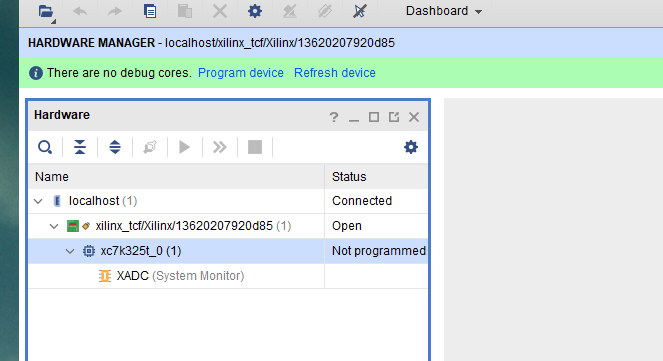 Dashboard
HARDWARE MANAGER - localhost/xilinx_tcf/Xilinx/13620207920d85
There are no debug cores. Program device Refresh device
Hardware
Name Status
localhost (1) Connected
xilinx_tcf/Xilinx/13620207920d85 (1) Open
xc7k325t_0 (1) Not programmed
XADC (System Monitor)